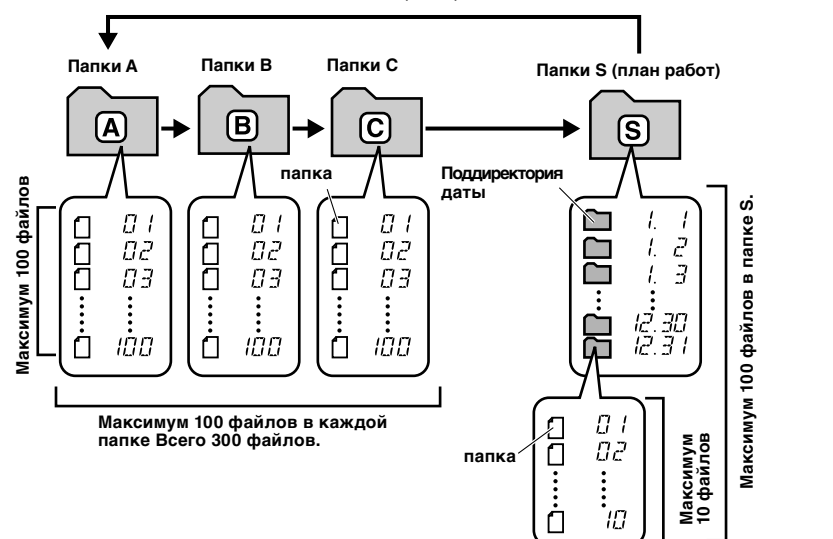 Папки A
Папки B
Папки C
Папки S (план работ)
A
B
C
S
папка
Поддиректория
даты
Максимум 100 файлов
01
02
03
100
01
02
03
100
01
02
03
100
1. 1
1. 2
1. 3
12.30
12.31
Максимум 100 файлов в папке S.
Максимум 100 файлов в каждой
папке Всего 300 файлов.
папка
01
02
10
Максимум
10 файлов